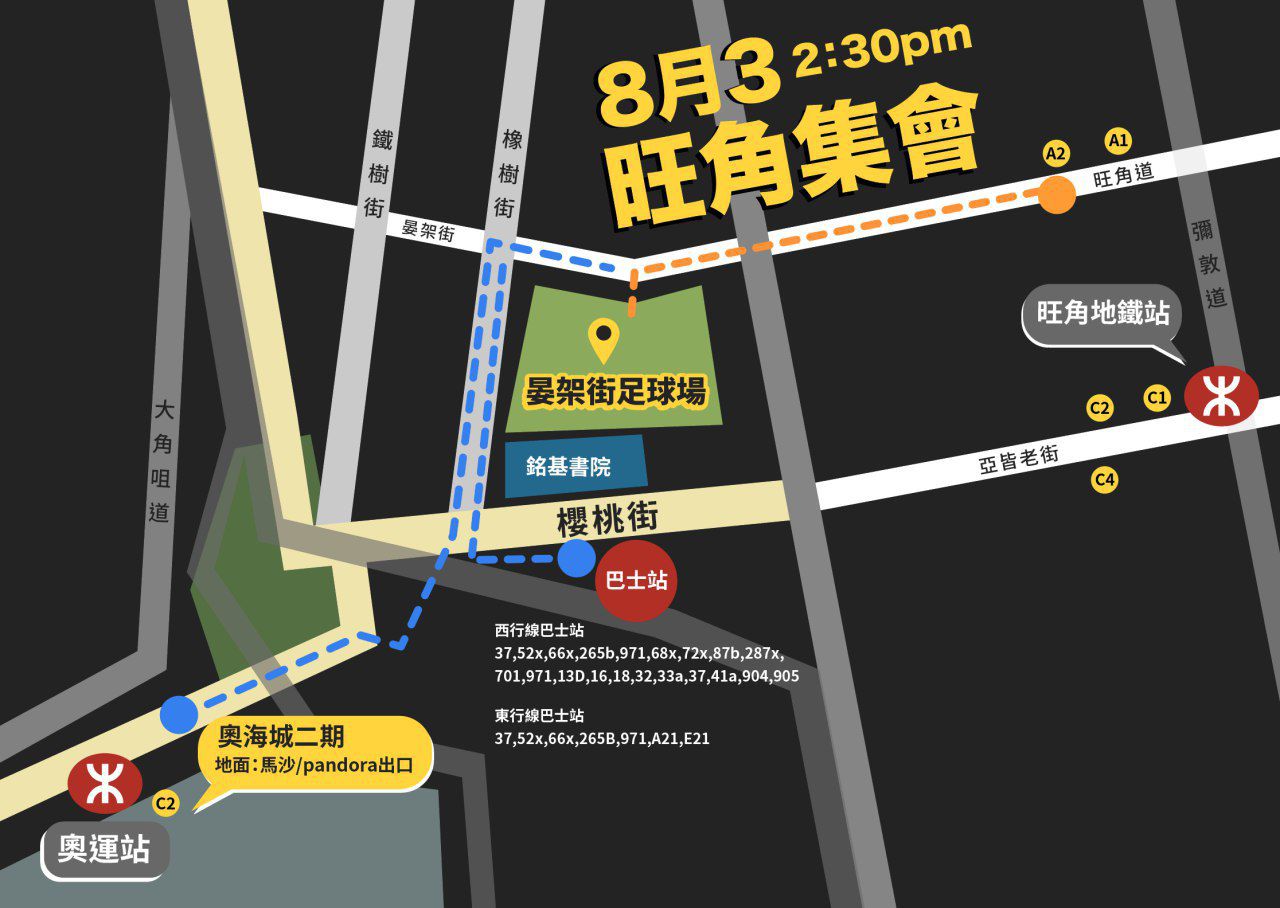 8月3 2:30pm
旺角集會
A2
A1
旺角道
鐵樹街
橡樹街
晏架街
彌敦道
旺角地鐵站
晏架街足球場
C2
C1
大角咀道
銘基書院
亞皆老街
C4
櫻桃街
巴士站
西行線巴士站
37,52x,66x,265b,971,68x,72x,87b,287x,
701,971,13D,16,18,32,33a,37,41a,904,905
東行線巴士站
37,52x,66x,265B,971,A21,E21
奧海城二期
地面：馬沙/pandora出口
C2
奧運站